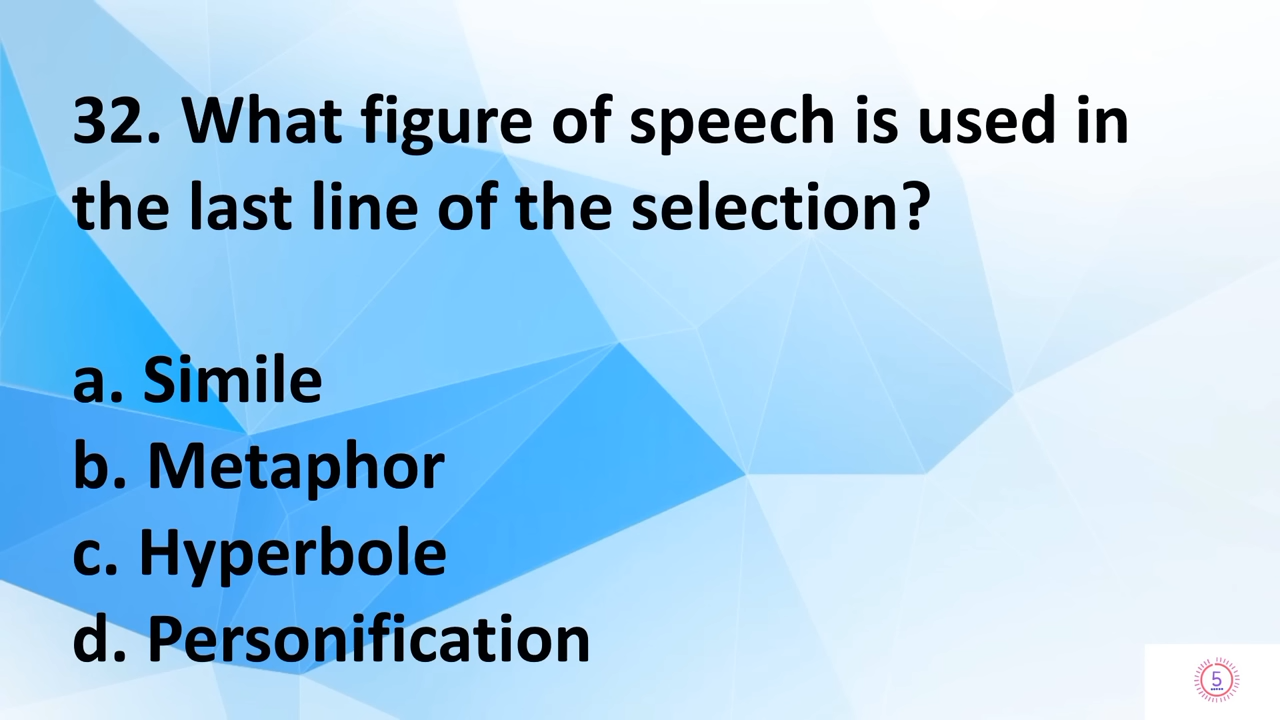 32. What figure of speech is used in
the last line of the selection?
a. Simile
b. Metaphor
c. Hyperbole
d. Personification
5